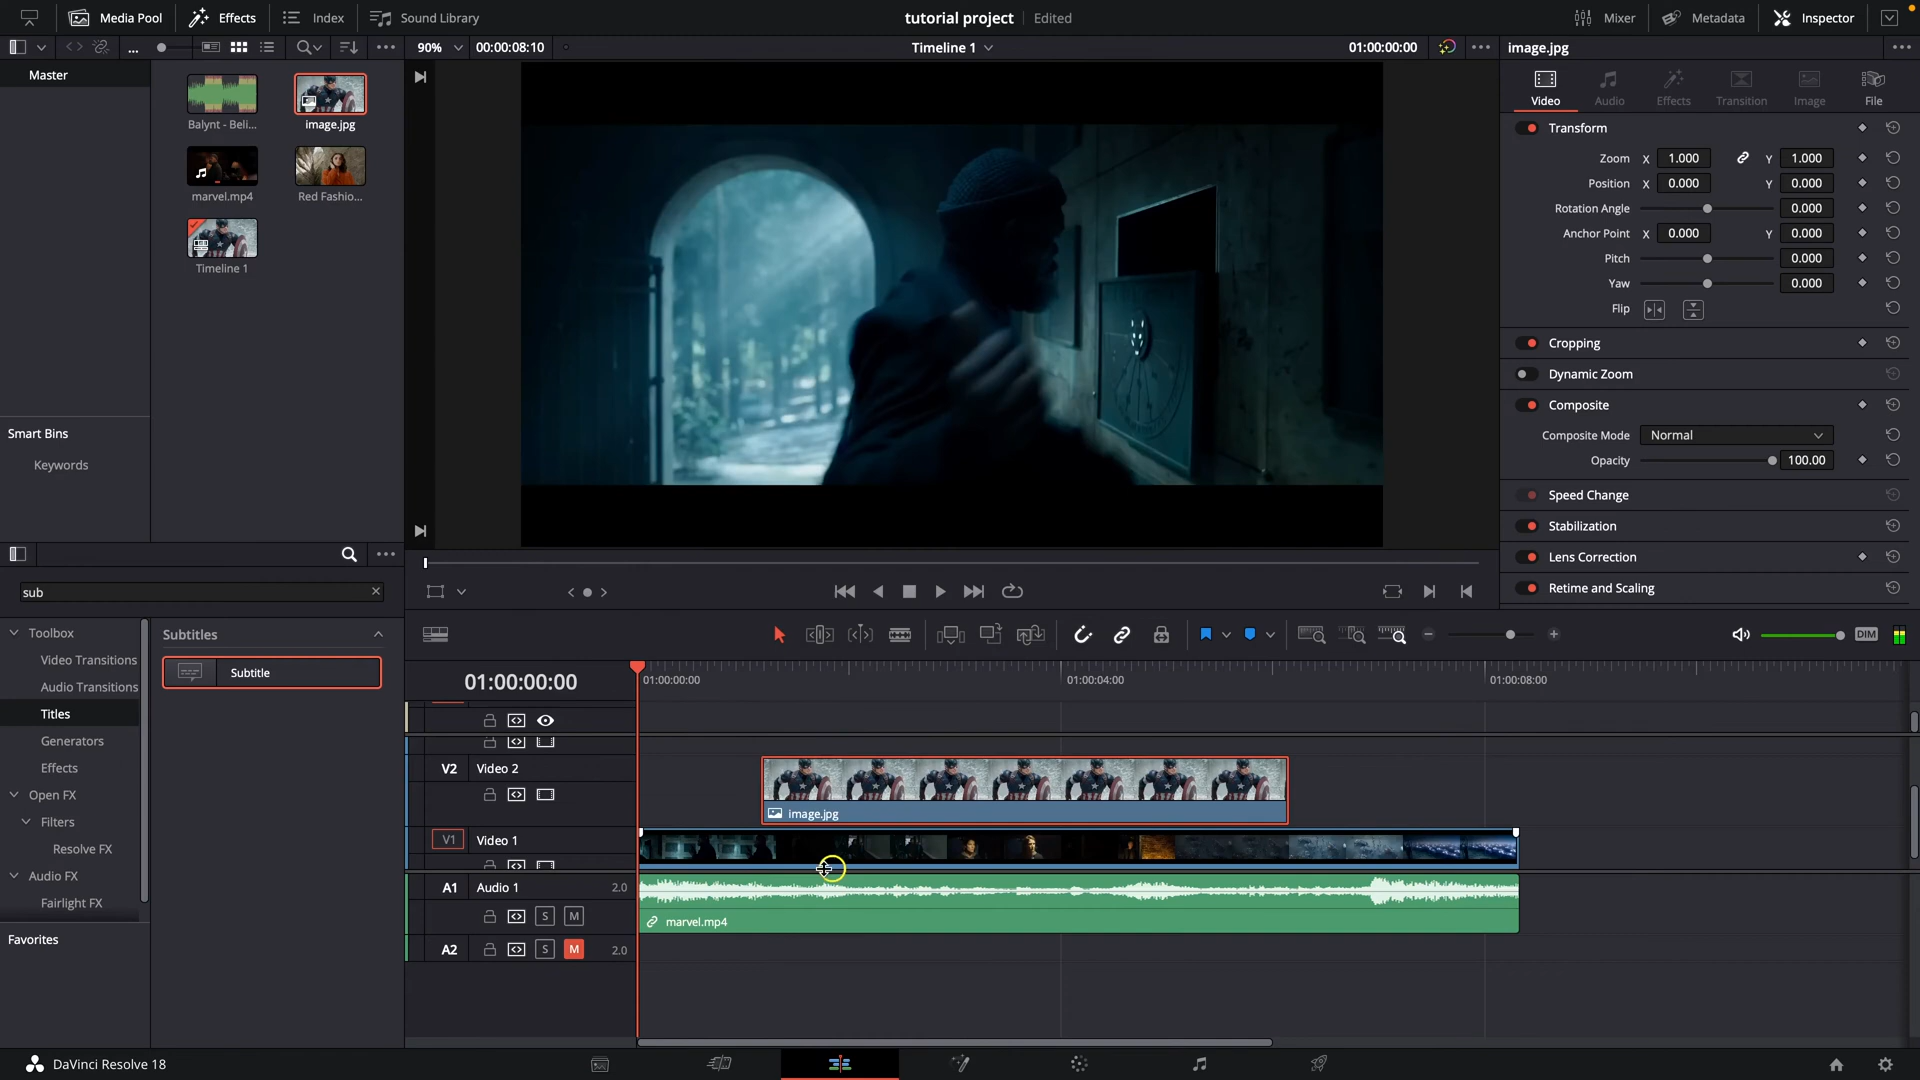 Media Pool
Effects
Index
Sound Library
tutorial project
Edited
Mixer
Metadata
Inspector
...
90%
00:00:08:10
Timeline 1
01:00:00:00
image.jpg
Master
Balynt - Beli...
image.jpg
marvel.mp4
Red Fashio...
Timeline 1
Smart Bins
Keywords
Video
Audio
Effects
Transition
Image
File
Transform
Zoom X 1.000 Y 1.000
Position X 0.000 Y 0.000
Rotation Angle 0.000
Anchor Point X 0.000 Y 0.000
Pitch 0.000
Yaw 0.000
Flip
Cropping
Dynamic Zoom
Composite
Composite Mode Normal
Opacity 100.00
Speed Change
Stabilization
Lens Correction
Retime and Scaling
sub
Toolbox
Video Transitions
Audio Transitions
Titles
Generators
Effects
Open FX
Filters
Resolve FX
Audio FX
Fairlight FX
Favorites
Subtitles
Subtitle
DIM
01:00:00:00
01:00:00:00
01:00:04:00
01:00:08:00
V2 Video 2
image.jpg
V1 Video 1
A1 Audio 1 2.0
S M
marvel.mp4
A2 S M 2.0
DaVinci Resolve 18